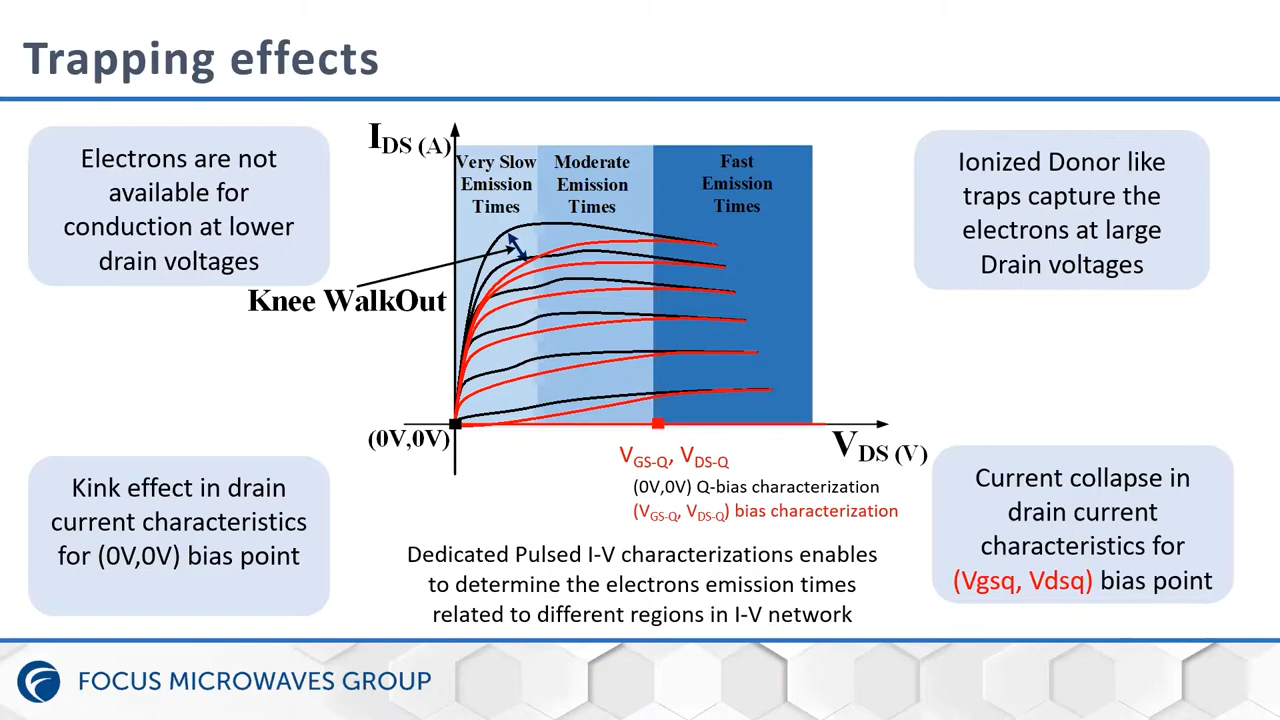 Trapping effects
Electrons are not
available for
conduction at lower
drain voltages
I DS (A)
Very Slow
Emission
Times
Moderate
Emission
Times
Fast
Emission
Times
Knee WalkOut
Ionized Donor like
traps capture the
electrons at large
Drain voltages
(0V,0V)
V DS (V)
VGS-Q, VDS-Q
(0V,0V) Q-bias characterization
(VGS-Q, VDS-Q) bias characterization
Kink effect in drain
current characteristics
for (0V,0V) bias point
Dedicated Pulsed I-V characterizations enables
to determine the electrons emission times
related to different regions in I-V network
Current collapse in
drain current
characteristics for
(Vgsq, Vdsq) bias point
FOCUS MICROWAVES GROUP